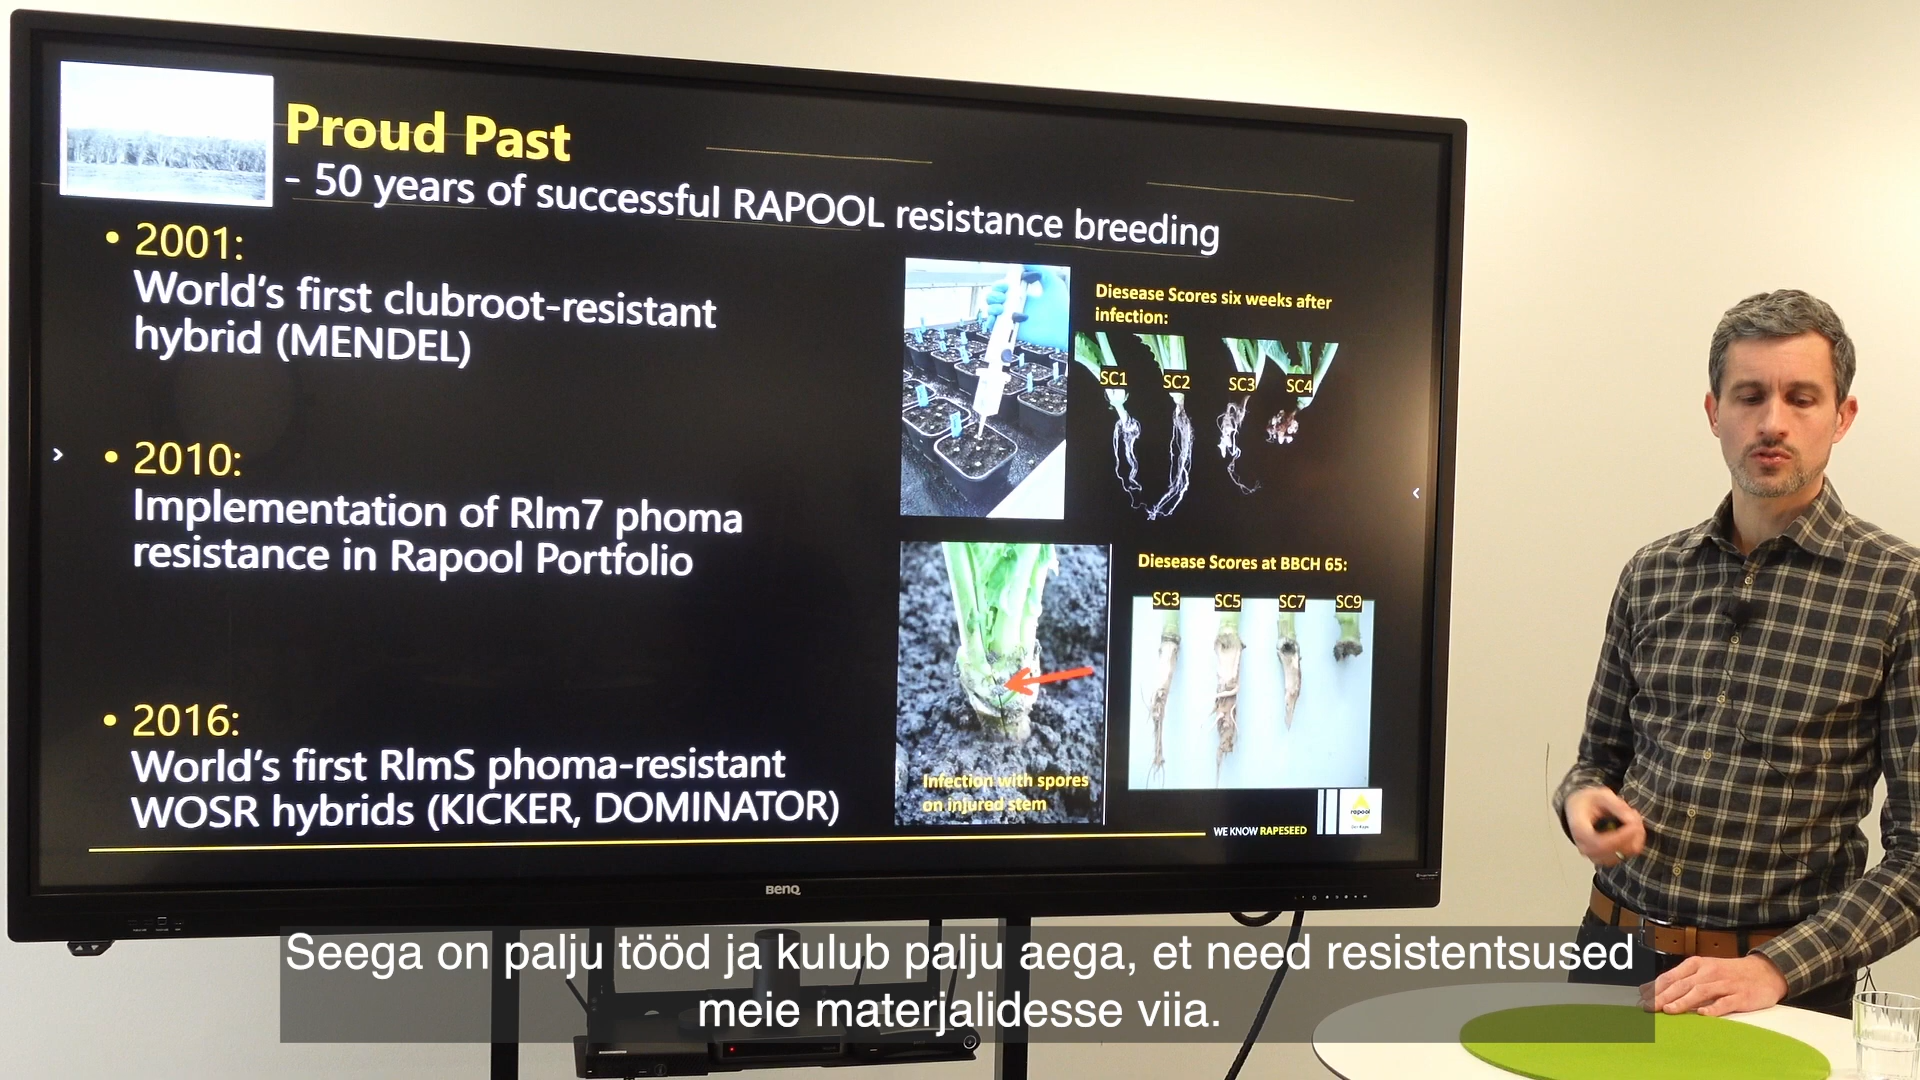 Proud Past
- 50 years of successful RAPOOL resistance breeding
• 2001:
World's first clubroot-resistant
hybrid (MENDEL)
• 2010:
Implementation of Rlm7 phoma
resistance in Rapool Portfolio
• 2016:
World's first RlmS phoma-resistant
WOSR hybrids (KICKER, DOMINATOR)
Diesease Scores six weeks after
infection:
SC1 SC2 SC3 SC4
Infection with spores
on injured stem
Diesease Scores at BBCH 65:
SC3 SC5 SC7 SC9
WE KNOW RAPESEED
rapool
BenQ
Seega on palju tööd ja kulub palju aega, et need resistentsused
meie materjalidesse viia.